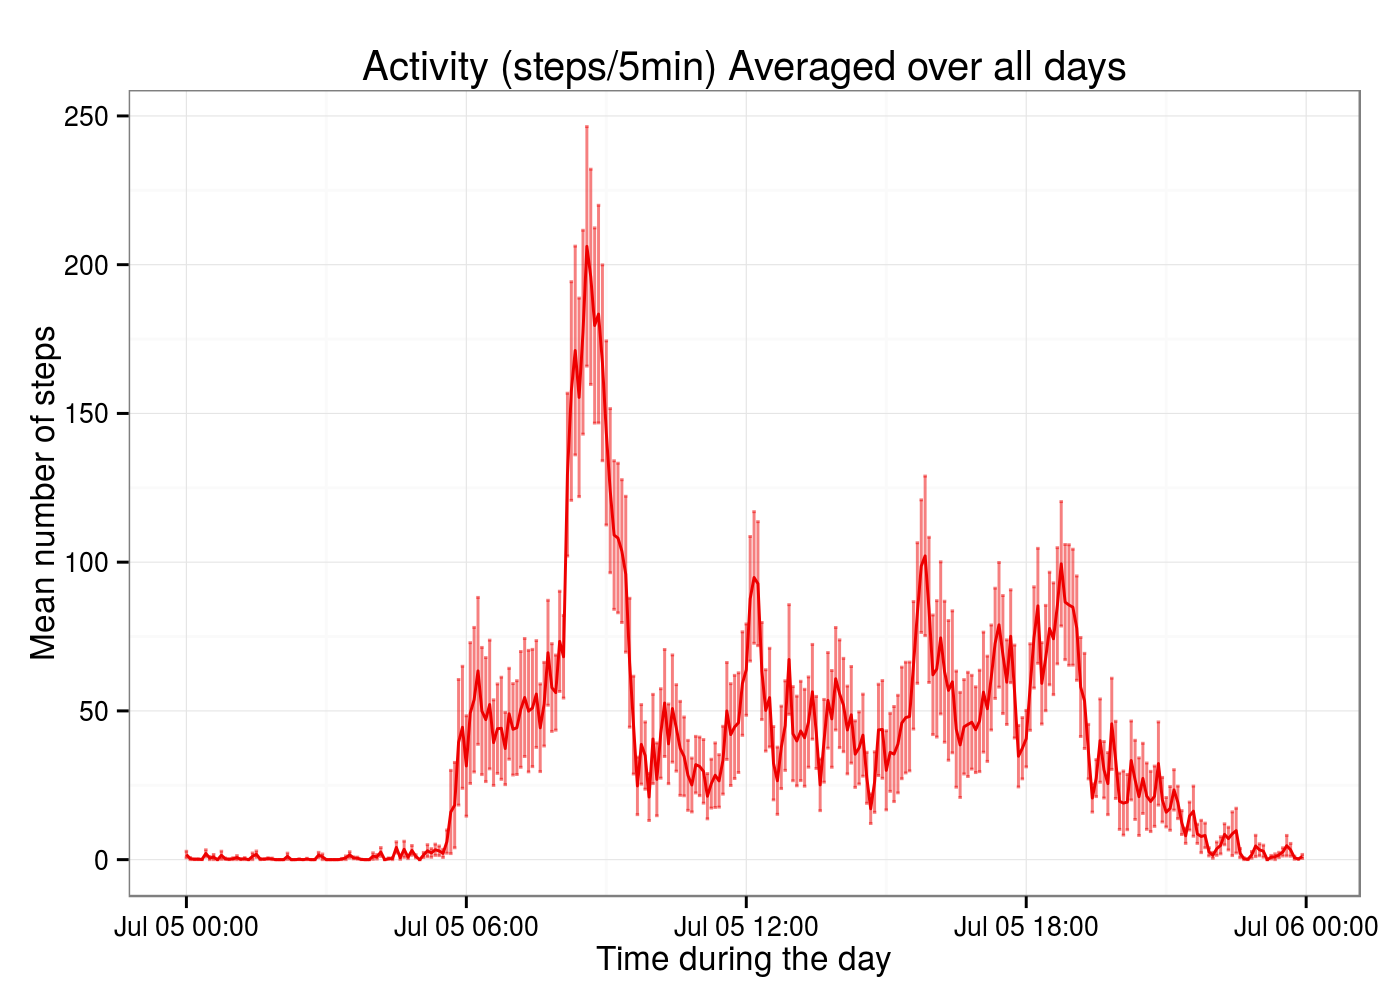 Activity (steps/5min) Averaged over all days
Mean number of steps
250
200
150
100
50
0
Jul 05 00:00
Jul 05 06:00
Jul 05 12:00
Jul 05 18:00
Jul 06 00:00
Time during the day